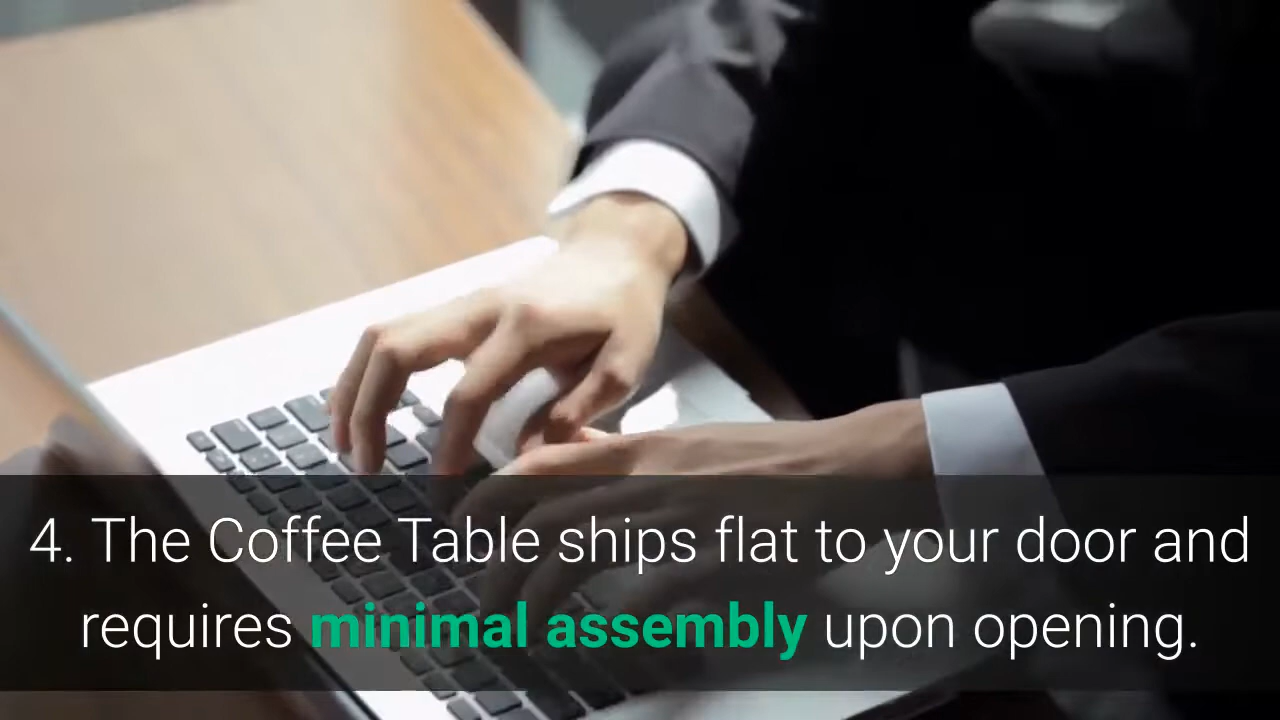 4. The Coffee Table ships flat to your door and
requires minimal assembly upon opening.